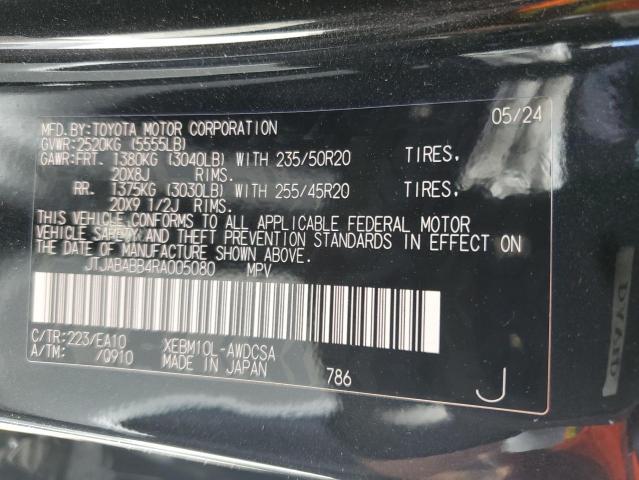 MFD.BY:TOYOTA MOTOR CORPORATION 05/24
GVWR:2520KG (5555LB)
GAWR:FRT. 1380KG (3040LB) WITH 235/50R20 TIRES,
20X8J RIMS.
RR. 1375KG (3030LB) WITH 255/45R20 TIRES,
20X9 1/2J RIMS.
THIS VEHICLE CONFORMS TO ALL APPLICABLE FEDERAL MOTOR
VEHICLE SAFETY AND THEFT PREVENTION STANDARDS IN EFFECT ON
THE DATE OF MANUFACTURE SHOWN ABOVE.
JTJABABB4RA005080 MPV
C/TR:223/EA10 XEBM10L-AWDCSA
A/TM: /0910 MADE IN JAPAN
786 J